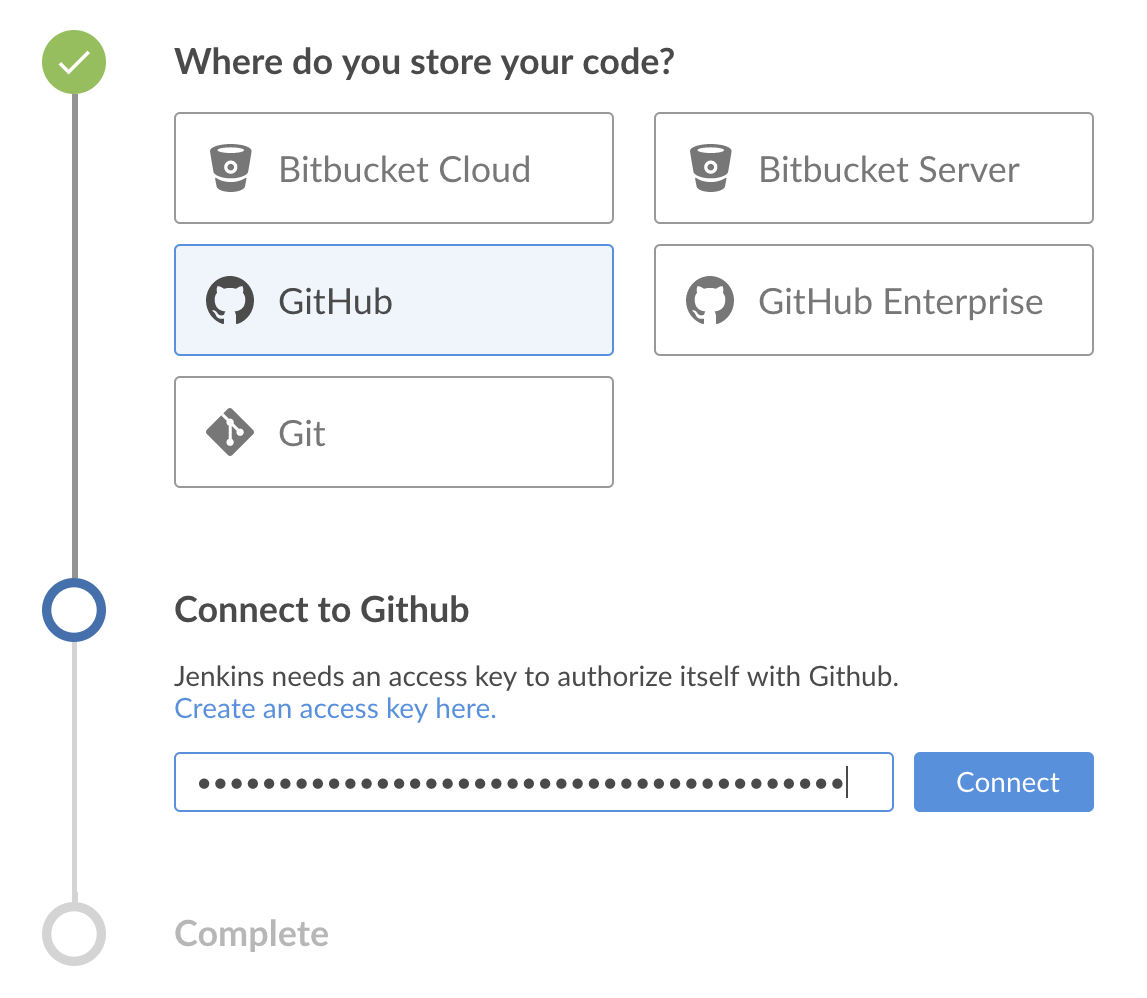 Where do you store your code?
Bitbucket Cloud
Bitbucket Server
GitHub
GitHub Enterprise
Git
Connect to Github
Jenkins needs an access key to authorize itself with Github.
Create an access key here.
••••••••••••••••••••••••••••••••••••••••
Connect
Complete